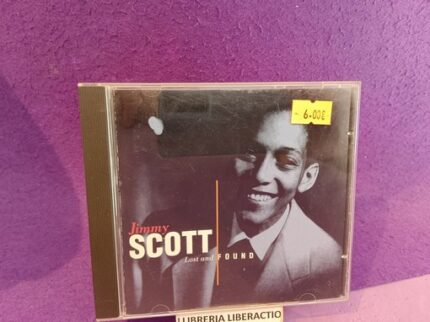 - 6.00€
Jimmy
SCOTT
Lost and FOUND
LLIBRERIA LIBERACTIO